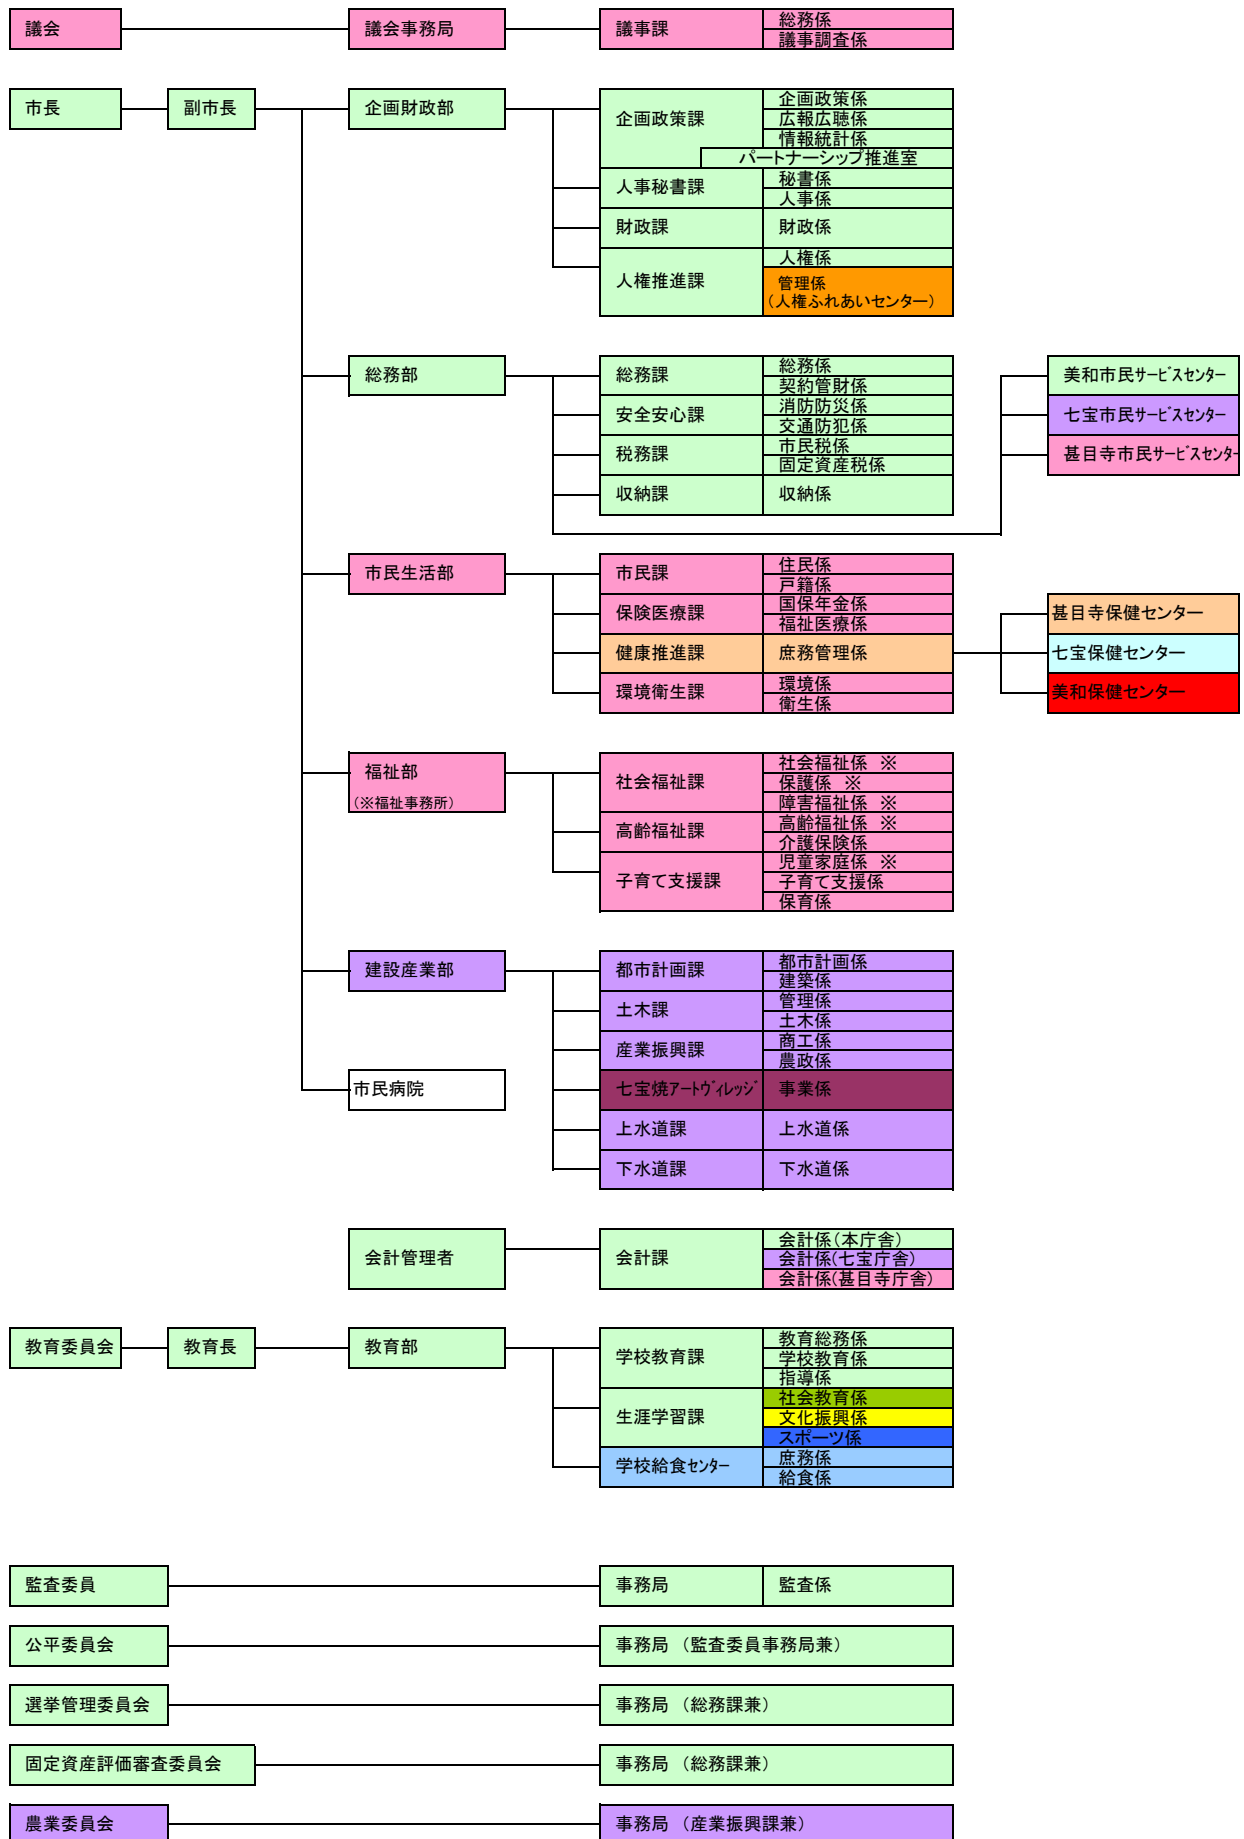 議会
議会事務局
議事課
総務係
議事調査係
市長
副市長
企画財政部
企画政策課
企画政策係
広報広聴係
情報統計係
パートナーシップ推進室
人事秘書課
秘書係
人事係
財政課
財政係
人権推進課
人権係
管理係
（人権ふれあいセンター）
総務部
総務課
総務係
契約管財係
安全安心課
消防防災係
交通防犯係
税務課
市民税係
固定資産税係
収納課
収納係
美和市民ｻｰﾋﾞｽｾﾝﾀｰ
七宝市民ｻｰﾋﾞｽｾﾝﾀｰ
甚目寺市民ｻｰﾋﾞｽｾﾝﾀｰ
市民生活部
市民課
住民係
戸籍係
保険医療課
国保年金係
福祉医療係
健康推進課
庶務管理係
環境衛生課
環境係
衛生係
甚目寺保健センター
七宝保健センター
美和保健センター
福祉部
（※福祉事務所）
社会福祉課
社会福祉係　※
保護係　※
障害福祉係　※
高齢福祉課
高齢福祉係　※
介護保険係
子育て支援課
児童家庭係　※
子育て支援係
保育係
建設産業部
都市計画課
都市計画係
建築係
土木課
管理係
土木係
産業振興課
商工係
農政係
七宝焼ｱｰﾄｳﾞｨﾚｯｼﾞ
事業係
上水道課
上水道係
下水道課
下水道係
市民病院
会計管理者
会計課
会計係（本庁舎）
会計係(七宝庁舎）
会計係(甚目寺庁舎）
教育委員会
教育長
教育部
学校教育課
教育総務係
学校教育係
指導係
生涯学習課
社会教育係
文化振興係
スポーツ係
学校給食ｾﾝﾀｰ
庶務係
給食係
監査委員
事務局
監査係
公平委員会
事務局　（監査委員事務局兼）
選挙管理委員会
事務局　（総務課兼）
固定資産評価審査委員会
事務局　（総務課兼）
農業委員会
事務局　（産業振興課兼）